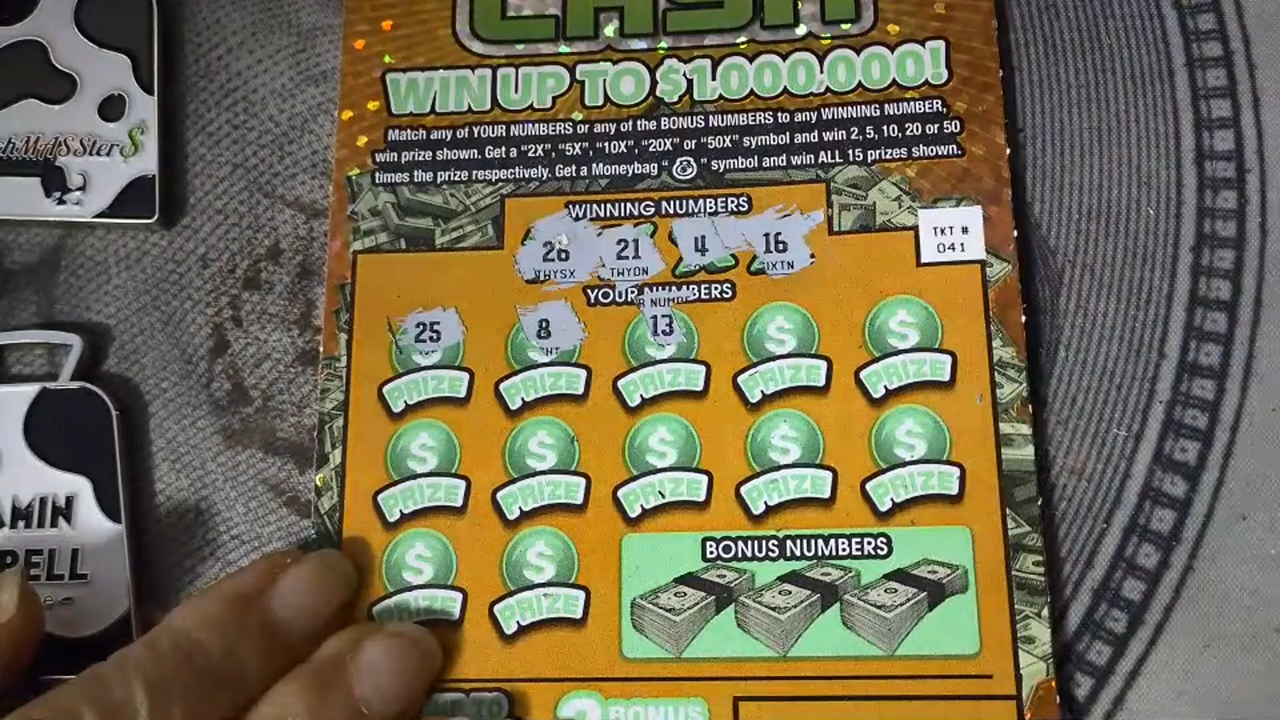 CASH
WIN UP TO $1,000,000!
Match any of YOUR NUMBERS or any of the BONUS NUMBERS to any WINNING NUMBER,
win prize shown. Get a "2X", "5X", "10X", "20X" or "50X" symbol and win 2, 5, 10, 20 or 50
times the prize respectively. Get a Moneybag " " symbol and win ALL 15 prizes shown.
WINNING NUMBERS
TKT #
041
26 21 4 16
YOUR NUMBERS
25 8 13 $ $
PRIZE PRIZE PRIZE PRIZE PRIZE
$ $ $ $ $
PRIZE PRIZE PRIZE PRIZE PRIZE
$ $
PRIZE PRIZE
BONUS NUMBERS
BONUS